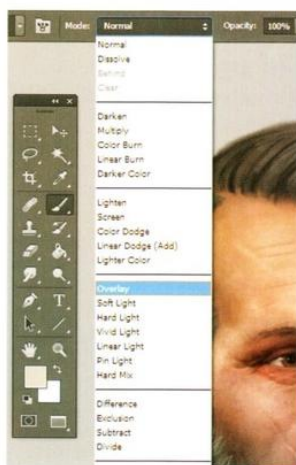 Mode: Normal Opacity: 100%
Normal
Dissolve
Behind
Clear
Darken
Multiply
Color Burn
Linear Burn
Darker Color
Lighten
Screen
Color Dodge
Linear Dodge (Add)
Lighter Color
Overlay
Soft Light
Hard Light
Vivid Light
Linear Light
Pin Light
Hard Mix
Difference
Exclusion
Subtract
Divide